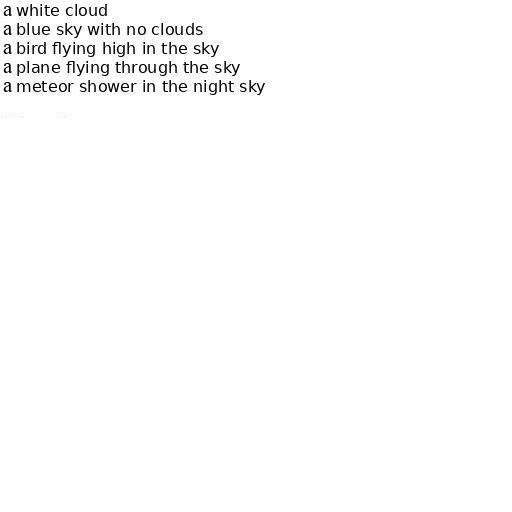 a white cloud
a blue sky with no clouds
a bird flying high in the sky
a plane flying through the sky
a meteor shower in the night sky